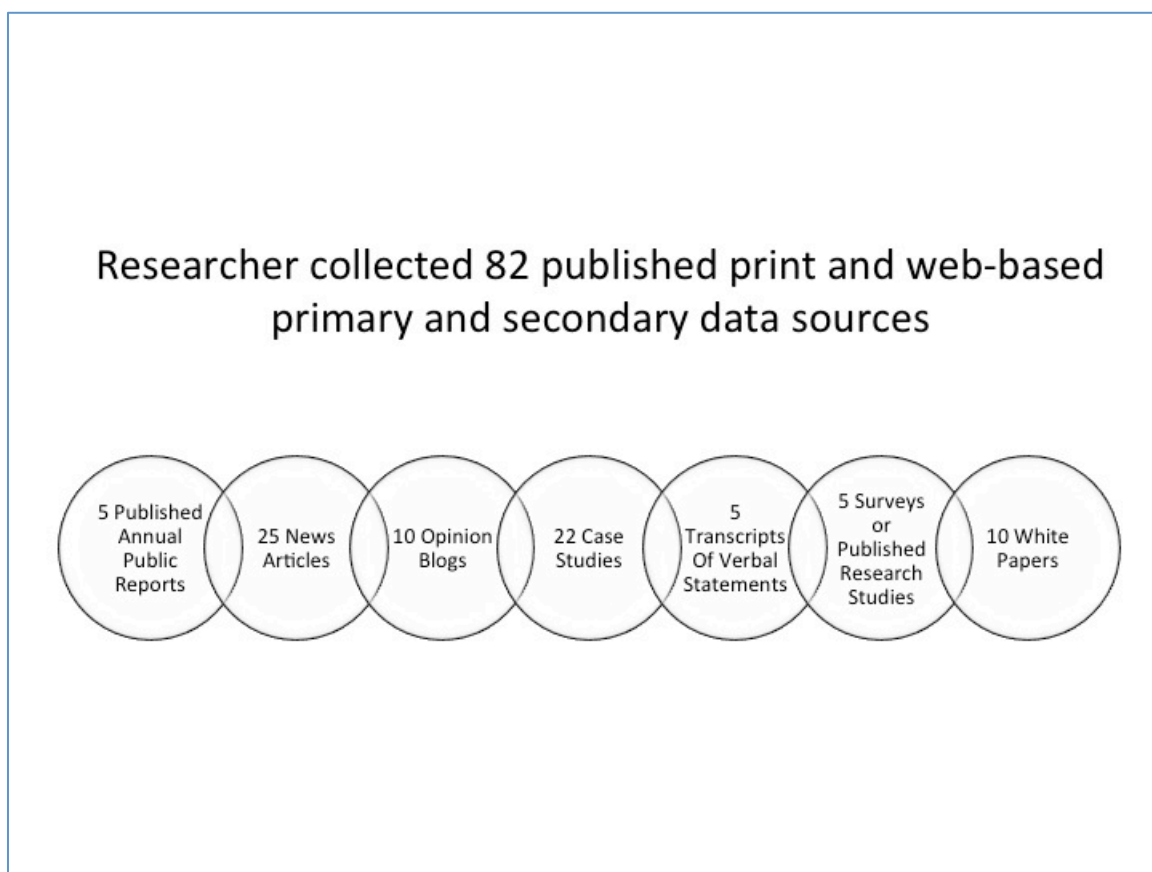 Researcher collected 82 published print and web-based
primary and secondary data sources
5 Published
Annual
Public
Reports
25 News
Articles
10 Opinion
Blogs
22 Case
Studies
5
Transcripts
Of Verbal
Statements
5 Surveys
or
Published
Research
Studies
10 White
Papers